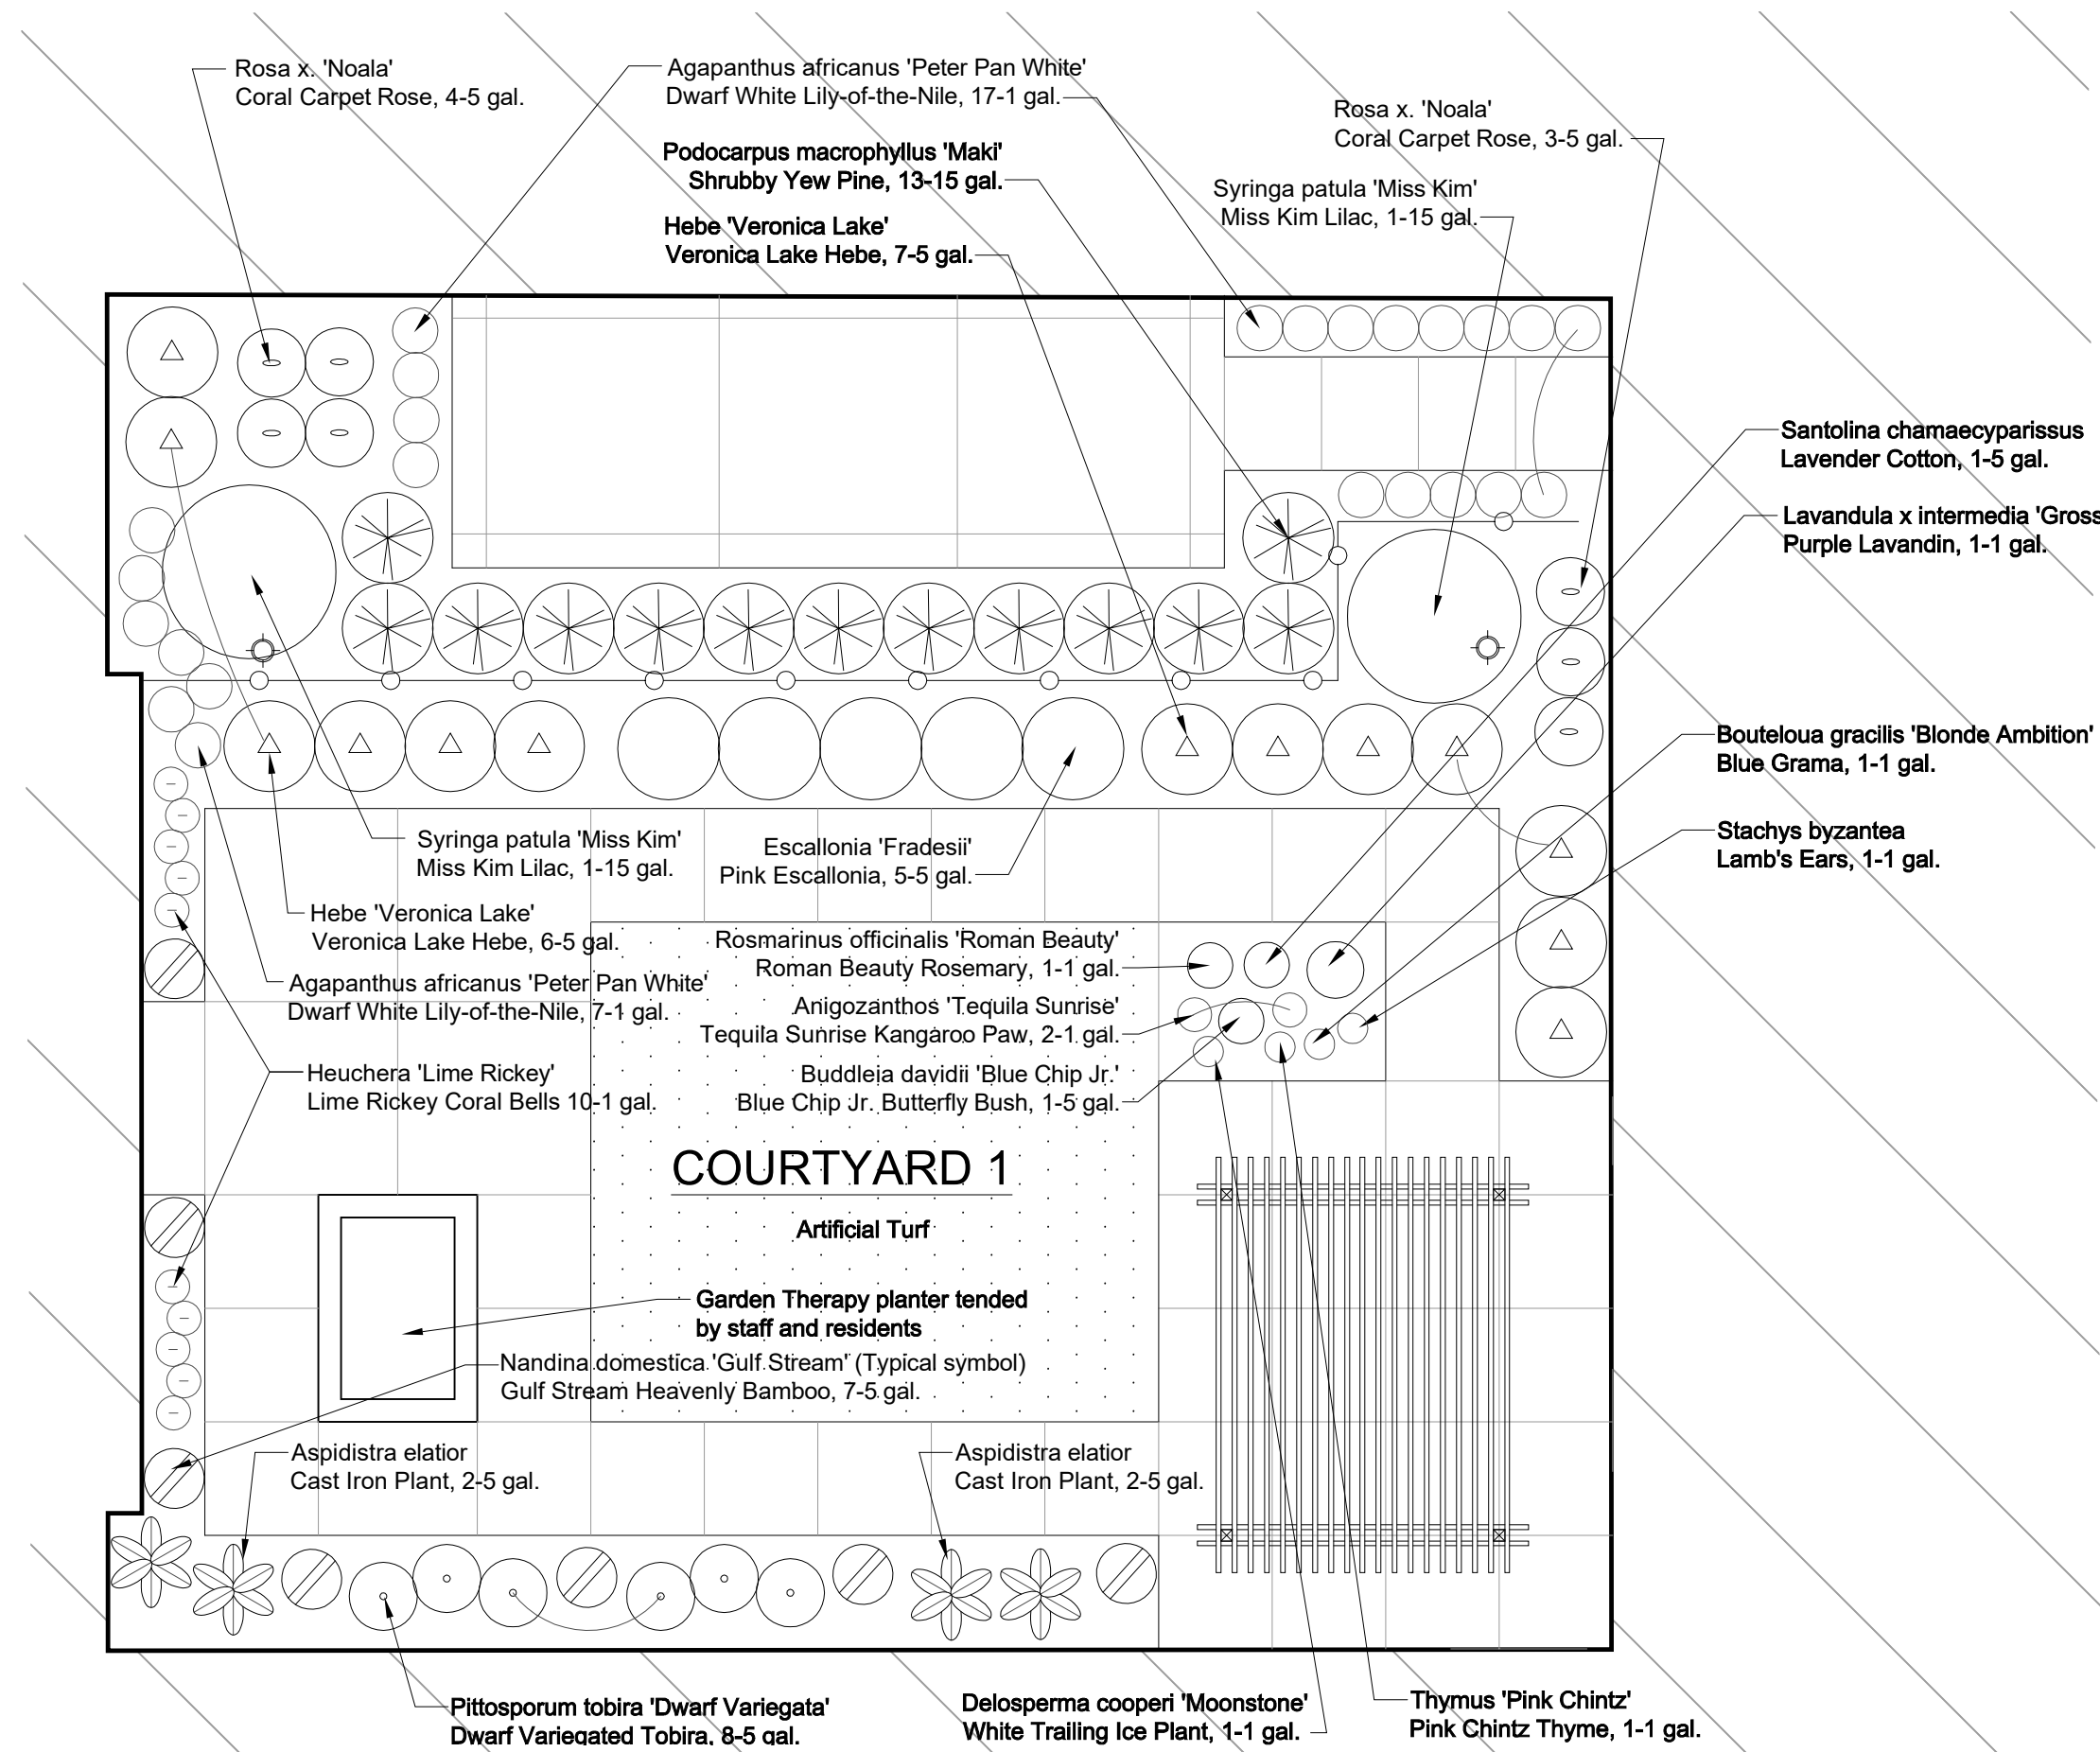 Rosa x. 'Noala'
Coral Carpet Rose, 4-5 gal.
Agapanthus africanus 'Peter Pan White'
Dwarf White Lily-of-the-Nile, 17-1 gal.
Rosa x. 'Noala'
Coral Carpet Rose, 3-5 gal.
Podocarpus macrophyllus 'Maki'
Shrubby Yew Pine, 13-15 gal.
Syringa patula 'Miss Kim'
Miss Kim Lilac, 1-15 gal.
Hebe 'Veronica Lake'
Veronica Lake Hebe, 7-5 gal.
Santolina chamaecyparissus
Lavender Cotton, 1-5 gal.
Lavandula x intermedia 'Gross
Purple Lavandin, 1-1 gal.
Bouteloua gracilis 'Blonde Ambition'
Blue Grama, 1-1 gal.
Stachys byzantea
Lamb's Ears, 1-1 gal.
Syringa patula 'Miss Kim'
Miss Kim Lilac, 1-15 gal.
Escallonia 'Fradesii'
Pink Escallonia, 5-5 gal.
Hebe 'Veronica Lake'
Veronica Lake Hebe, 6-5 gal.
Rosmarinus officinalis 'Roman Beauty'
Roman Beauty Rosemary, 1-1 gal.
Agapanthus africanus 'Peter Pan White'
Dwarf White Lily-of-the-Nile, 7-1 gal.
Anigozanthos 'Tequila Sunrise'
Tequila Sunrise Kangaroo Paw, 2-1 gal.
Heuchera 'Lime Rickey'
Lime Rickey Coral Bells 10-1 gal.
Buddleia davidii 'Blue Chip Jr.'
Blue Chip Jr. Butterfly Bush, 1-5 gal.
COURTYARD 1
Artificial Turf
Garden Therapy planter tended
by staff and residents
Nandina domestica 'Gulf Stream' (Typical symbol)
Gulf Stream Heavenly Bamboo, 7-5 gal.
Aspidistra elatior
Cast Iron Plant, 2-5 gal.
Aspidistra elatior
Cast Iron Plant, 2-5 gal.
Pittosporum tobira 'Dwarf Variegata'
Dwarf Variegated Tobira, 8-5 gal.
Delosperma cooperi 'Moonstone'
White Trailing Ice Plant, 1-1 gal.
Thymus 'Pink Chintz'
Pink Chintz Thyme, 1-1 gal.